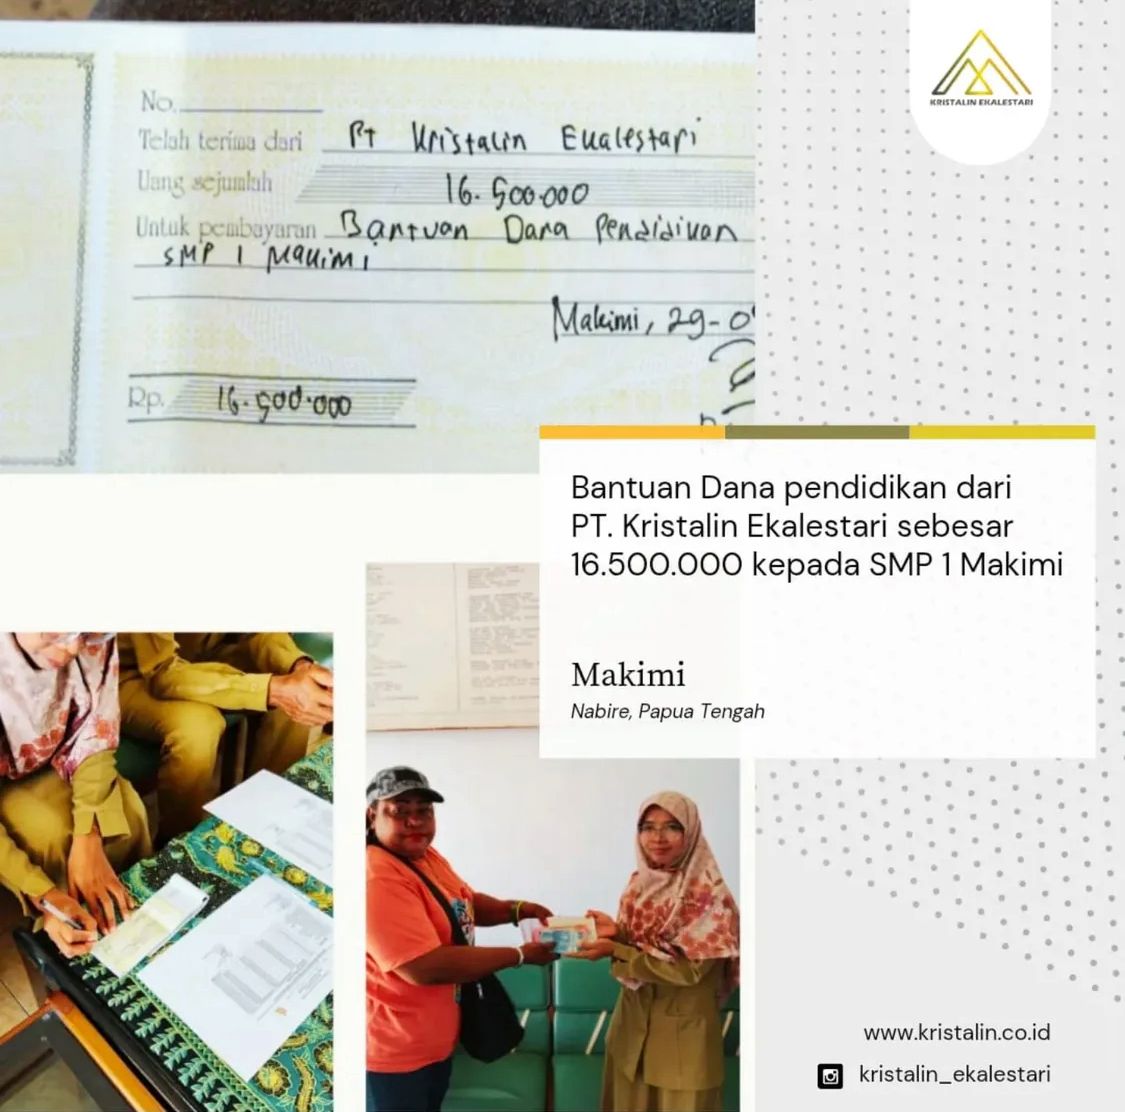 No.
Telah terima dari PT Kristalin Ekalestari
Uang sejumlah 16.500.000
Untuk pembayaran Bantuan Dana Pendidikan
SMP 1 Makimi
Makimi, 29-0
Rp. 16.500.000
KRISTALIN EKALESTARI
Bantuan Dana pendidikan dari
PT. Kristalin Ekalestari sebesar
16.500.000 kepada SMP 1 Makimi
Makimi
Nabire, Papua Tengah
www.kristalin.co.id
kristalin_ekalestari